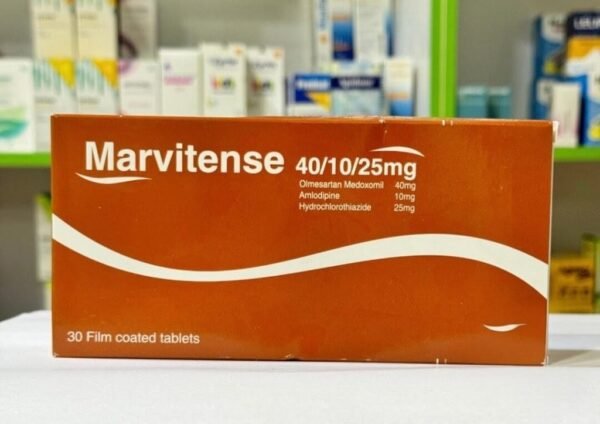 Marvitense 40/10/25mg
Olmesartan Medoxomil 40mg
Amlodipine 10mg
Hydrochlorothiazide 25mg
30 Film coated tablets